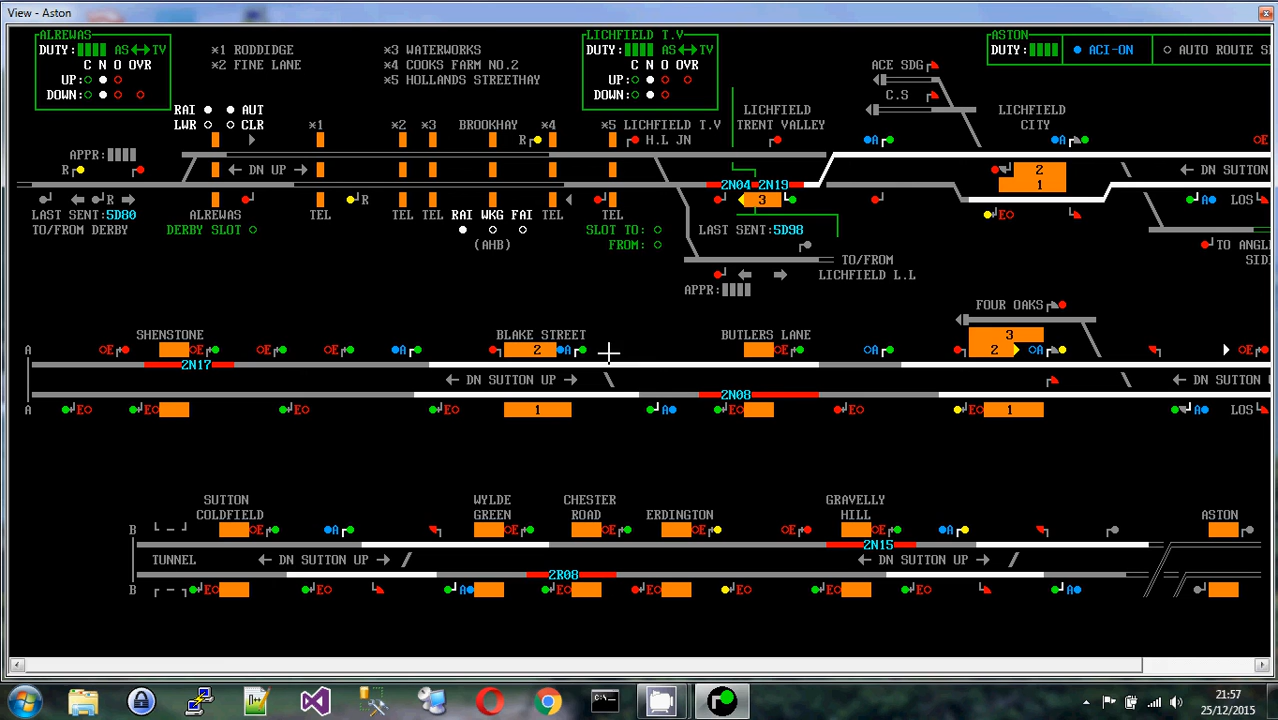 View - Aston
ALREWAS
DUTY: AS TV
C N O OVR
UP:
DOWN:
×1 RODDIDGE
×2 FINE LANE
×3 WATERWORKS
×4 COOKS FARM NO.2
×5 HOLLANDS STREETHAY
LICHFIELD T.V
DUTY: AS TV
C N O OVR
UP:
DOWN:
ASTON
DUTY: ACI-ON AUTO ROUTE S
ACE SDG
C.S
RAI AUT
LWR CLR
×1 ×2 ×3 BROOKHAY ×4 ×5
R
LICHFIELD T.V
H.L JN
LICHFIELD
TRENT VALLEY
LICHFIELD
CITY
A A E
APPR:
R
DN UP
2N04 2N19
2
1
DN SUTTON
R
3
A LOS
LAST SENT:5D80
TO/FROM DERBY
ALREWAS
DERBY SLOT
TEL TEL TEL TEL TEL
RAI WKG FAI
(AHB)
SLOT TO:
FROM:
LAST SENT:5D98
E
TO/FROM
LICHFIELD L.L
APPR:
TO ANGL
SID
SHENSTONE
BLAKE STREET
BUTLERS LANE
FOUR OAKS
3
A E E E E A 2 A E A 2 A E
2N17
DN SUTTON UP
DN SUTTON U
2N08
A E E E E 1 A E E E 1 A LOS
SUTTON
COLDFIELD
WYLDE
GREEN
CHESTER
ROAD
ERDINGTON
GRAVELLY
HILL
ASTON
B E A E E E E E A
2N15
TUNNEL DN SUTTON UP DN SUTTON UP
2R08
B E E A E E E E E A
21:57
25/12/2015